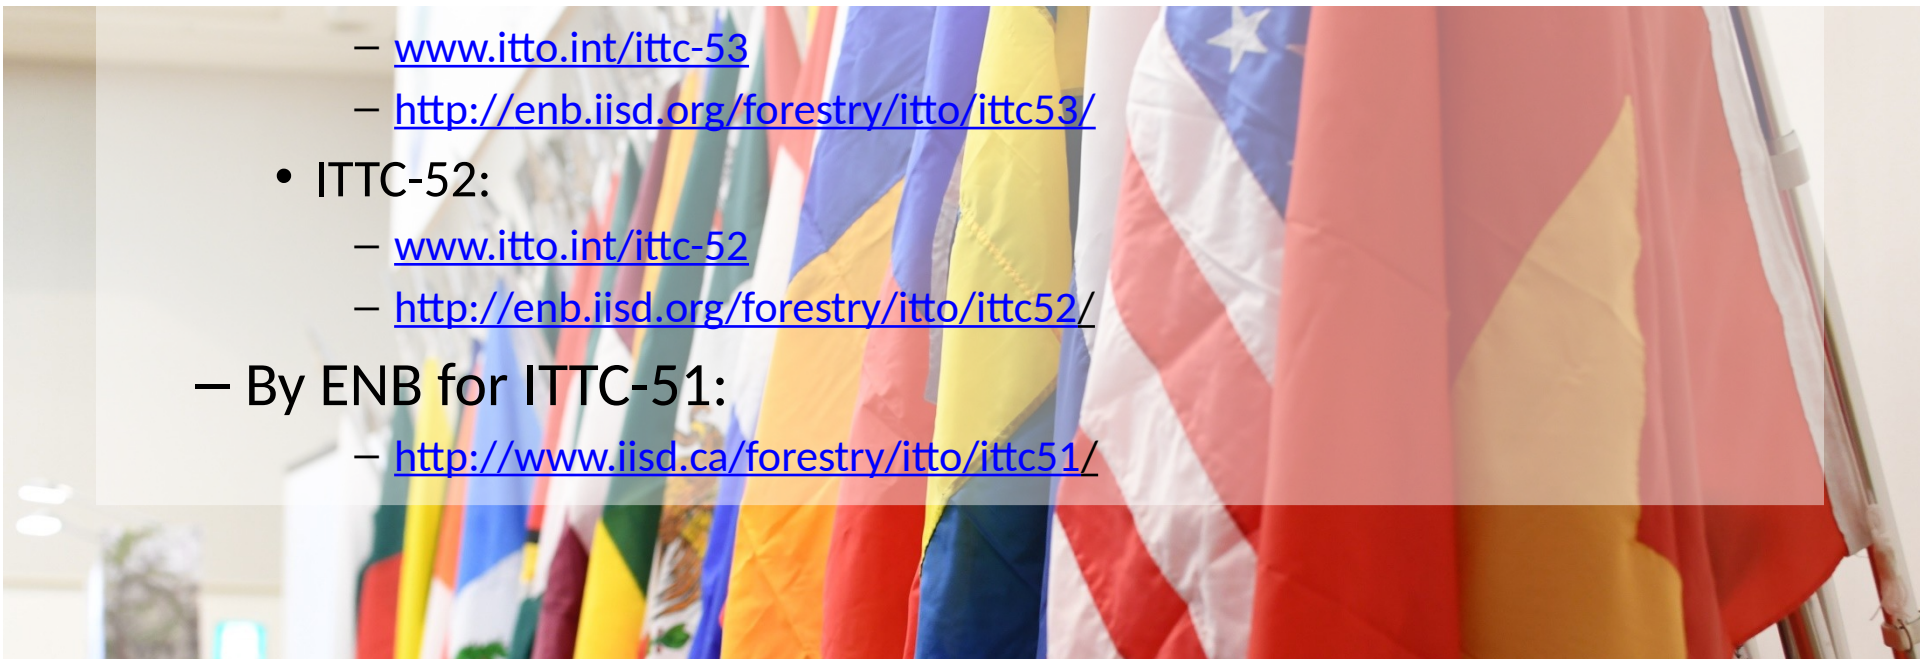 – www.itto.int/ittc-53
– http://enb.iisd.org/forestry/itto/ittc53/
• ITTC-52:
– www.itto.int/ittc-52
– http://enb.iisd.org/forestry/itto/ittc52/
– By ENB for ITTC-51:
– http://www.iisd.ca/forestry/itto/ittc51/